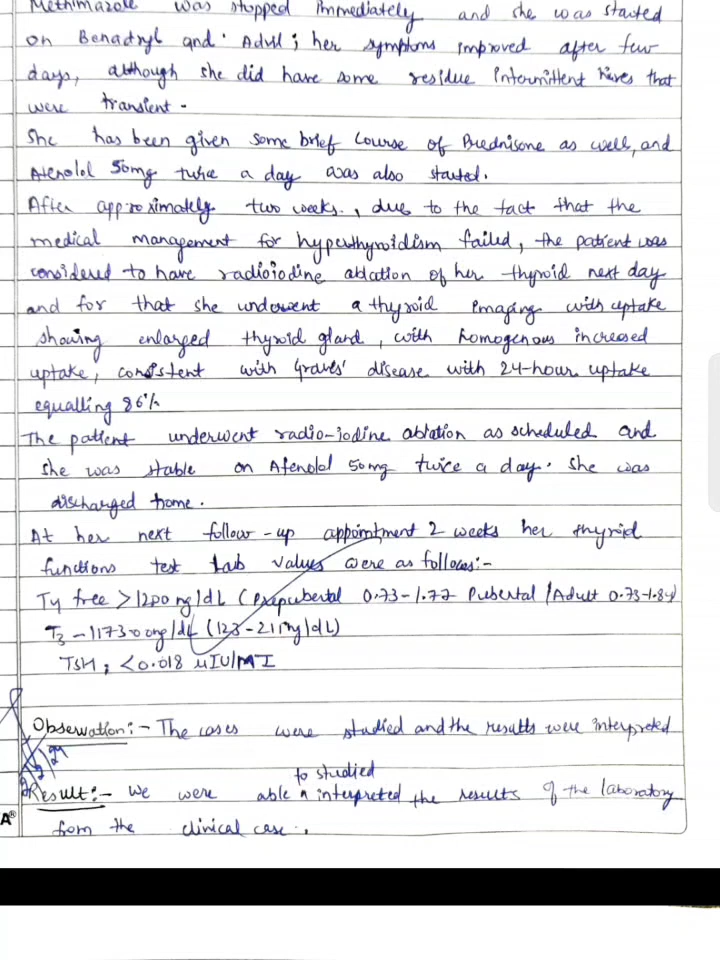 Methimazole was stopped immediately and she was started
on Benadryl and Advil; her symptoms improved after few
days, although she did have some residue intermittent hives that
were transient.
She has been given some brief course of Prednisone as well, and
Atenolol 50mg twice a day was also started.
After approximately two weeks., due to the fact that the
medical management for hyperthyroidism failed, the patient was
considered to have radioiodine ablation of her thyroid next day
and for that she underwent a thyroid imaging with uptake
showing enlarged thyroid gland, with homogenous increased
uptake, consistent with Graves' disease with 24-hour uptake
equalling 86%
The patient underwent radio-iodine ablation as scheduled and
she was stable on Atenolol 50mg twice a day. She was
discharged home.
At her next follow-up appointment 2 weeks her thyroid
functions test Lab values were as follows:-
T4 free >1200 ng/dL (Prepubertal 0.73-1.77 Pubertal /Adult 0.73-1.84)
T3 - 117300ng/dL (123-211ng/dL)
TSH, <0.018 μIU/MI
Observation:- The cases were studied and the results were interpreted
to studied
Result:- We were able ^ interpreted the results of the laboratory
from the clinical case.
A®